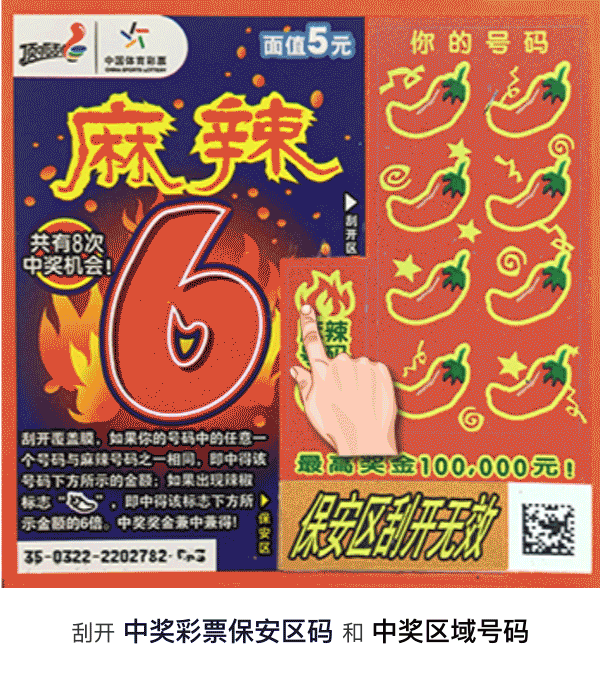 顶呱刮
中国体育彩票
CHINA SPORTS LOTTERY
面值5元
你的号码
麻辣
6
刮开区
共有8次
中奖机会!
麻辣
号码
刮开覆盖膜,如果你的号码中的任意一
个号码与麻辣号码之一相同,即中得该
号码下方所示的金额;如果出现辣椒
标志“ ”,即中得该标志下方所
示金额的6倍。中奖奖金兼中兼得!
保安区
最高奖金100,000元!
保安区刮开无效
35-0322-2202782-
刮开 中奖彩票保安区码 和 中奖区域号码